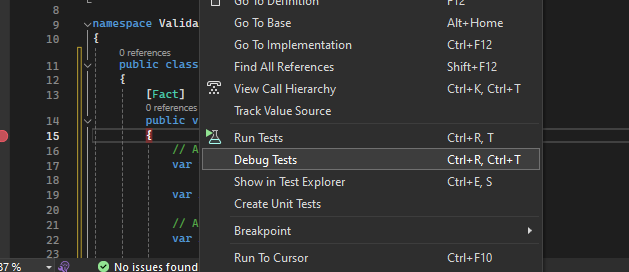 Go To Definition F12
9 namespace Valida Go To Base Alt+Home
10 { Go To Implementation Ctrl+F12
0 references
11 public class Find All References Shift+F12
12 { View Call Hierarchy Ctrl+K, Ctrl+T
13 [Fact] Track Value Source
0 references
14 public v Run Tests Ctrl+R, T
15 {
16 // A Debug Tests Ctrl+R, Ctrl+T
17 var Show in Test Explorer Ctrl+E, S
18
19 var Create Unit Tests
20
21 // A Breakpoint
22 var
23 Run To Cursor Ctrl+F10
37 % No issues found